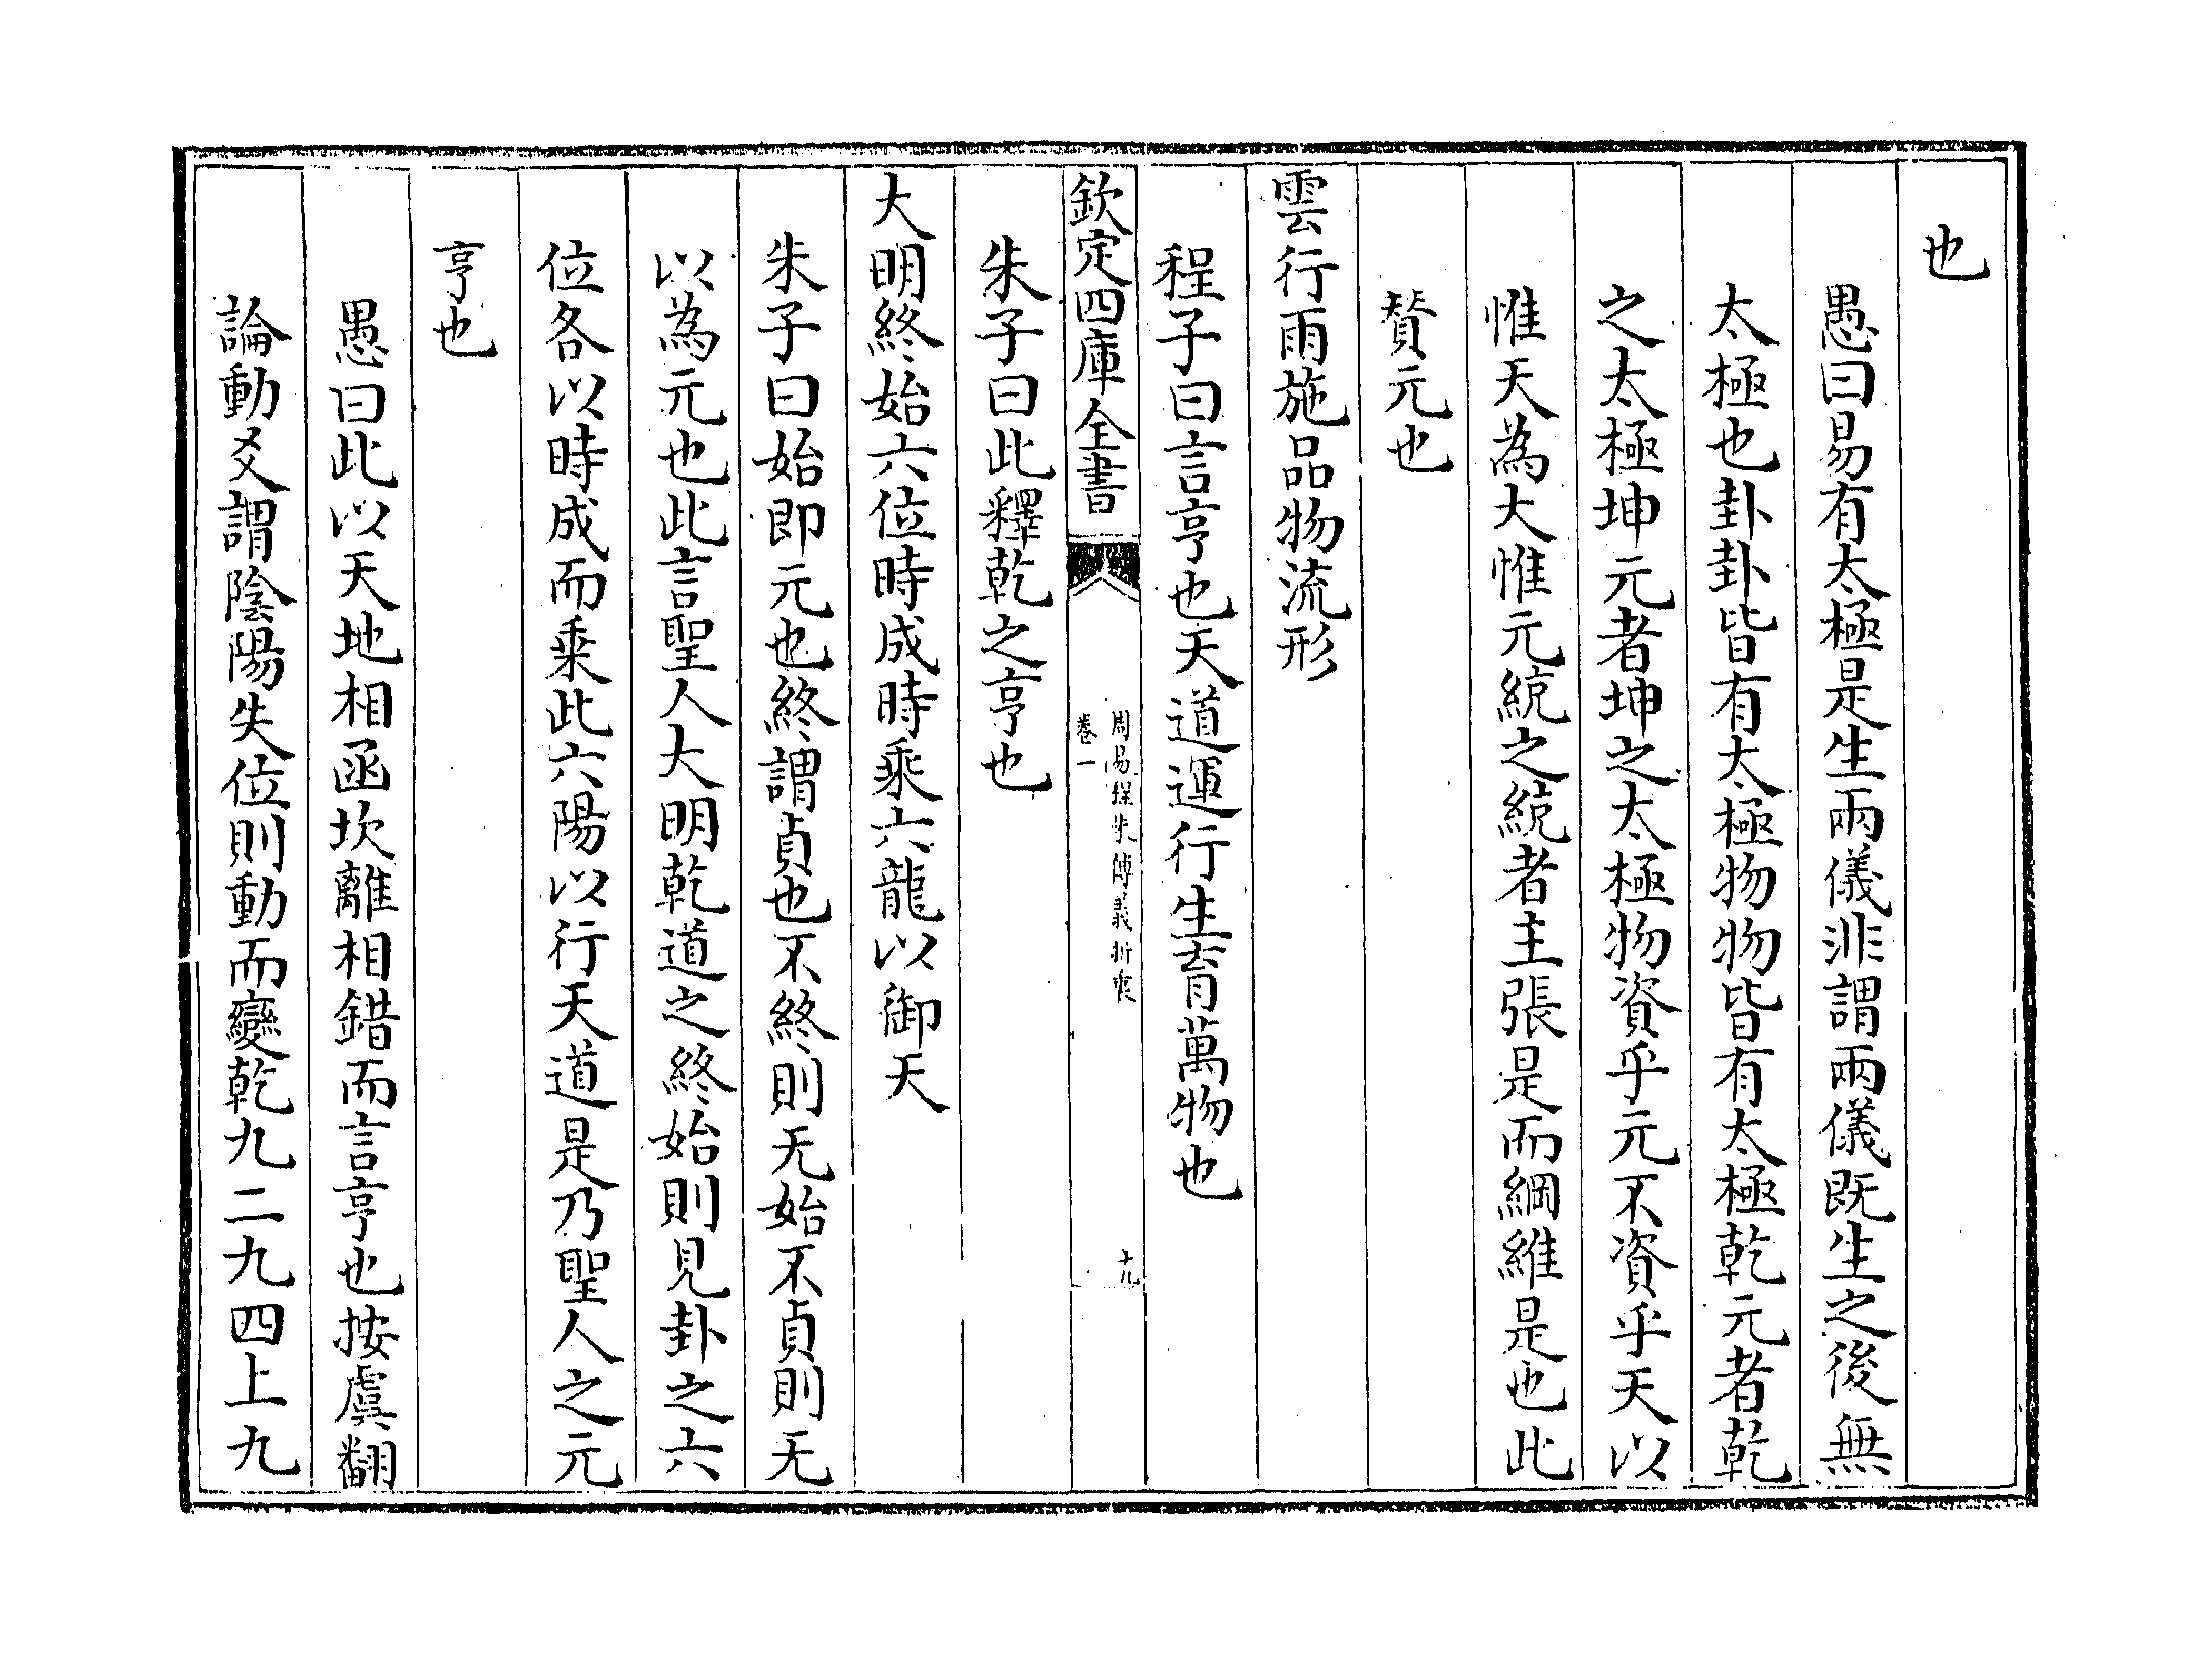 也
愚曰易有太極是生兩儀非謂兩儀既生之後無
太極也卦卦皆有太極物物皆有太極乾元者乾
之太極坤元者坤之太極物資乎元不資乎天以
惟天為大惟元統之統者主張是而綱維是也此
賛元也
雲行雨施品物流形
程子曰言亨也天道運行生育萬物也
欽定四庫全書
周易程朱傳義折衷
卷一
十九
朱子曰此釋乾之亨也
大明終始六位時成時乘六龍以御天
朱子曰始即元也終謂貞也不終則无始不貞則无
以為元也此言聖人大明乾道之終始則見卦之六
位各以時成而乗此六陽以行天道是乃聖人之元
亨也
愚曰此以天地相函坎離相錯而言亨也按虞翻
論動爻謂陰陽失位則動而變乾九二九四上九